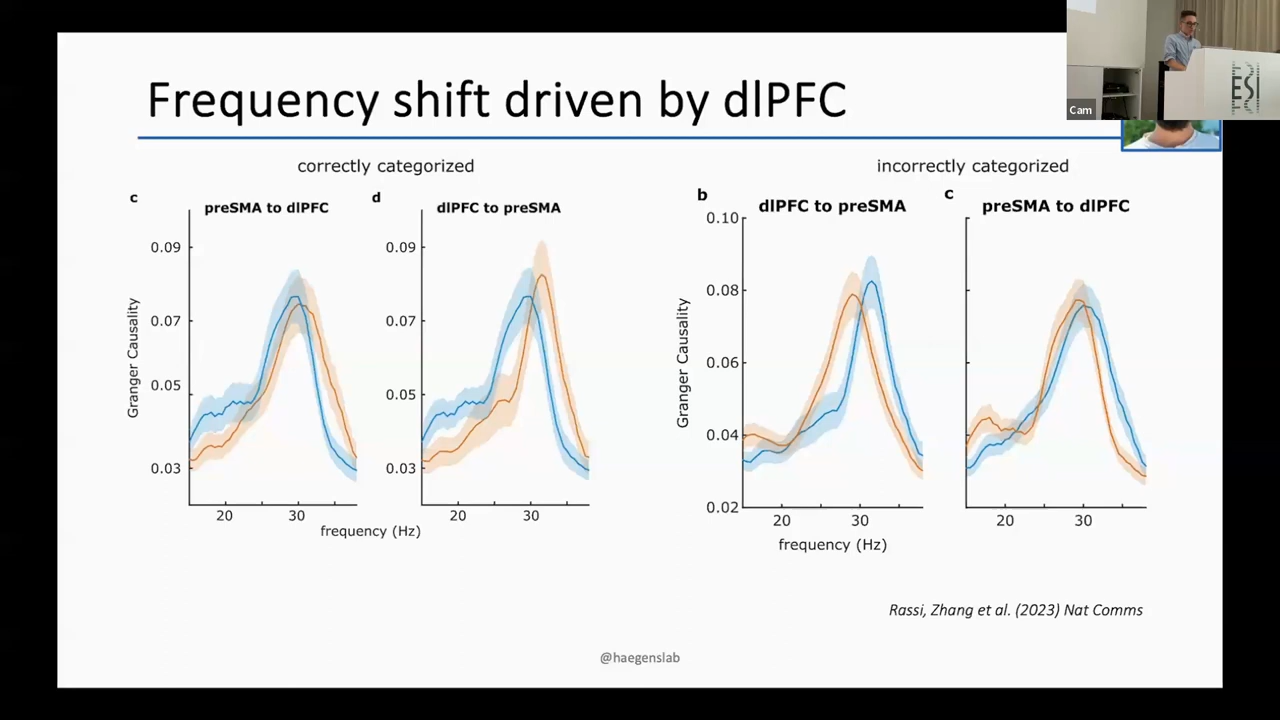 Frequency shift driven by dlPFC
Cam
ESI
correctly categorized
incorrectly categorized
c
preSMA to dlPFC
d
dlPFC to preSMA
b
dlPFC to preSMA
c
preSMA to dlPFC
Granger Causality
0.09
0.07
0.05
0.03
20
30
0.09
0.07
0.05
0.03
20
30
frequency (Hz)
Granger Causality
0.10
0.08
0.06
0.04
0.02
20
30
frequency (Hz)
20
30
Rassi, Zhang et al. (2023) Nat Comms
@haegenslab